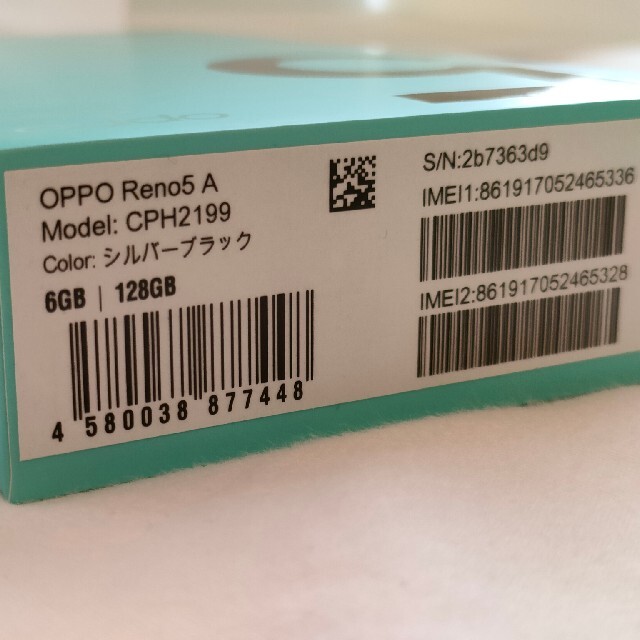 OPPO Reno5 A
Model: CPH2199
Color: シルバーブラック
6GB | 128GB
4 580038 877448
S/N:2b7363d9
IMEI1:861917052465336
IMEI2:861917052465328